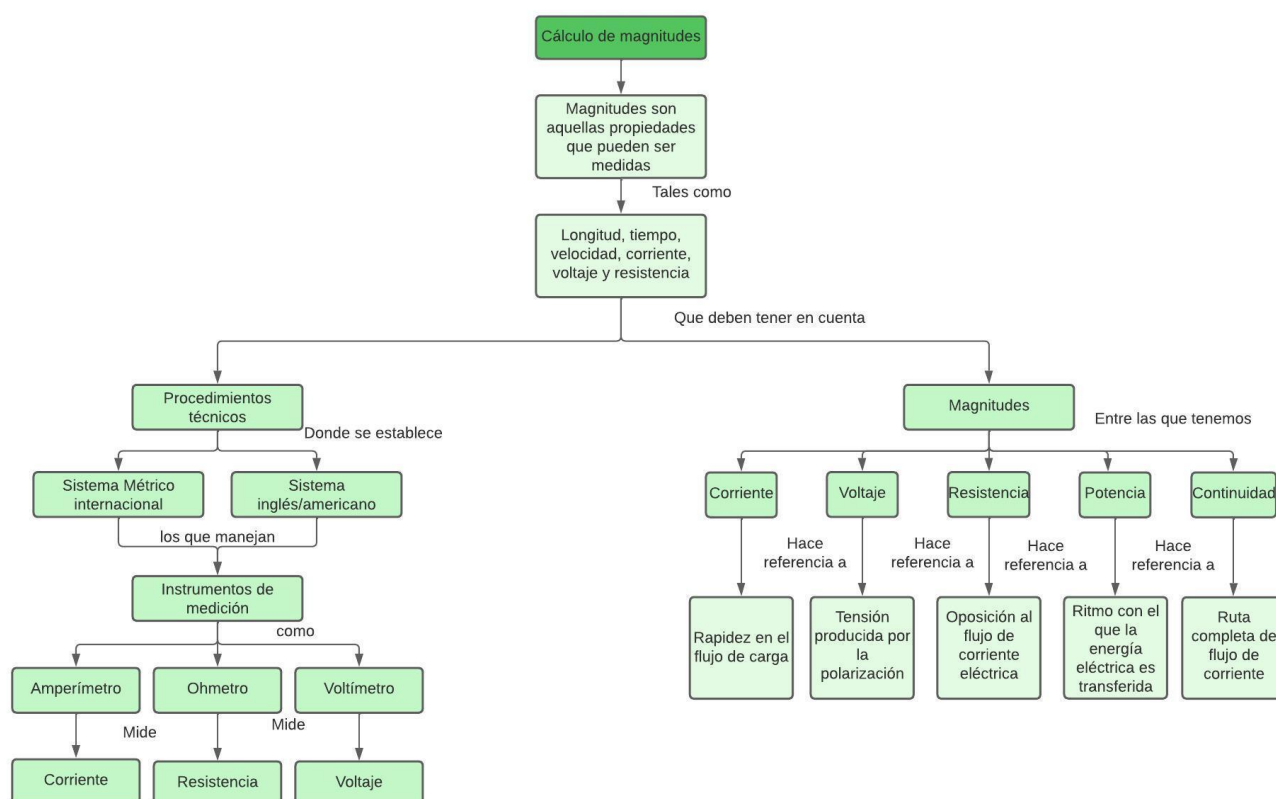 Cálculo de magnitudes
Magnitudes son
aquellas propiedades
que pueden ser
medidas
Tales como
Longitud, tiempo,
velocidad, corriente,
voltaje y resistencia
Que deben tener en cuenta
Procedimientos
técnicos
Donde se establece
Sistema Métrico
internacional
Sistema
inglés/americano
los que manejan
Instrumentos de
medición
como
Amperímetro
Ohmetro
Voltímetro
Mide
Mide
Corriente
Resistencia
Voltaje
Magnitudes
Entre las que tenemos
Corriente
Voltaje
Resistencia
Potencia
Continuidad
Hace
referencia a
Hace
referencia a
Hace
referencia a
Hace
referencia a
Rapidez en el
flujo de carga
Tensión
producida por
la
polarización
Oposición al
flujo de
corriente
eléctrica
Ritmo con el
que la
energía
eléctrica es
transferida
Ruta
completa de
flujo de
corriente